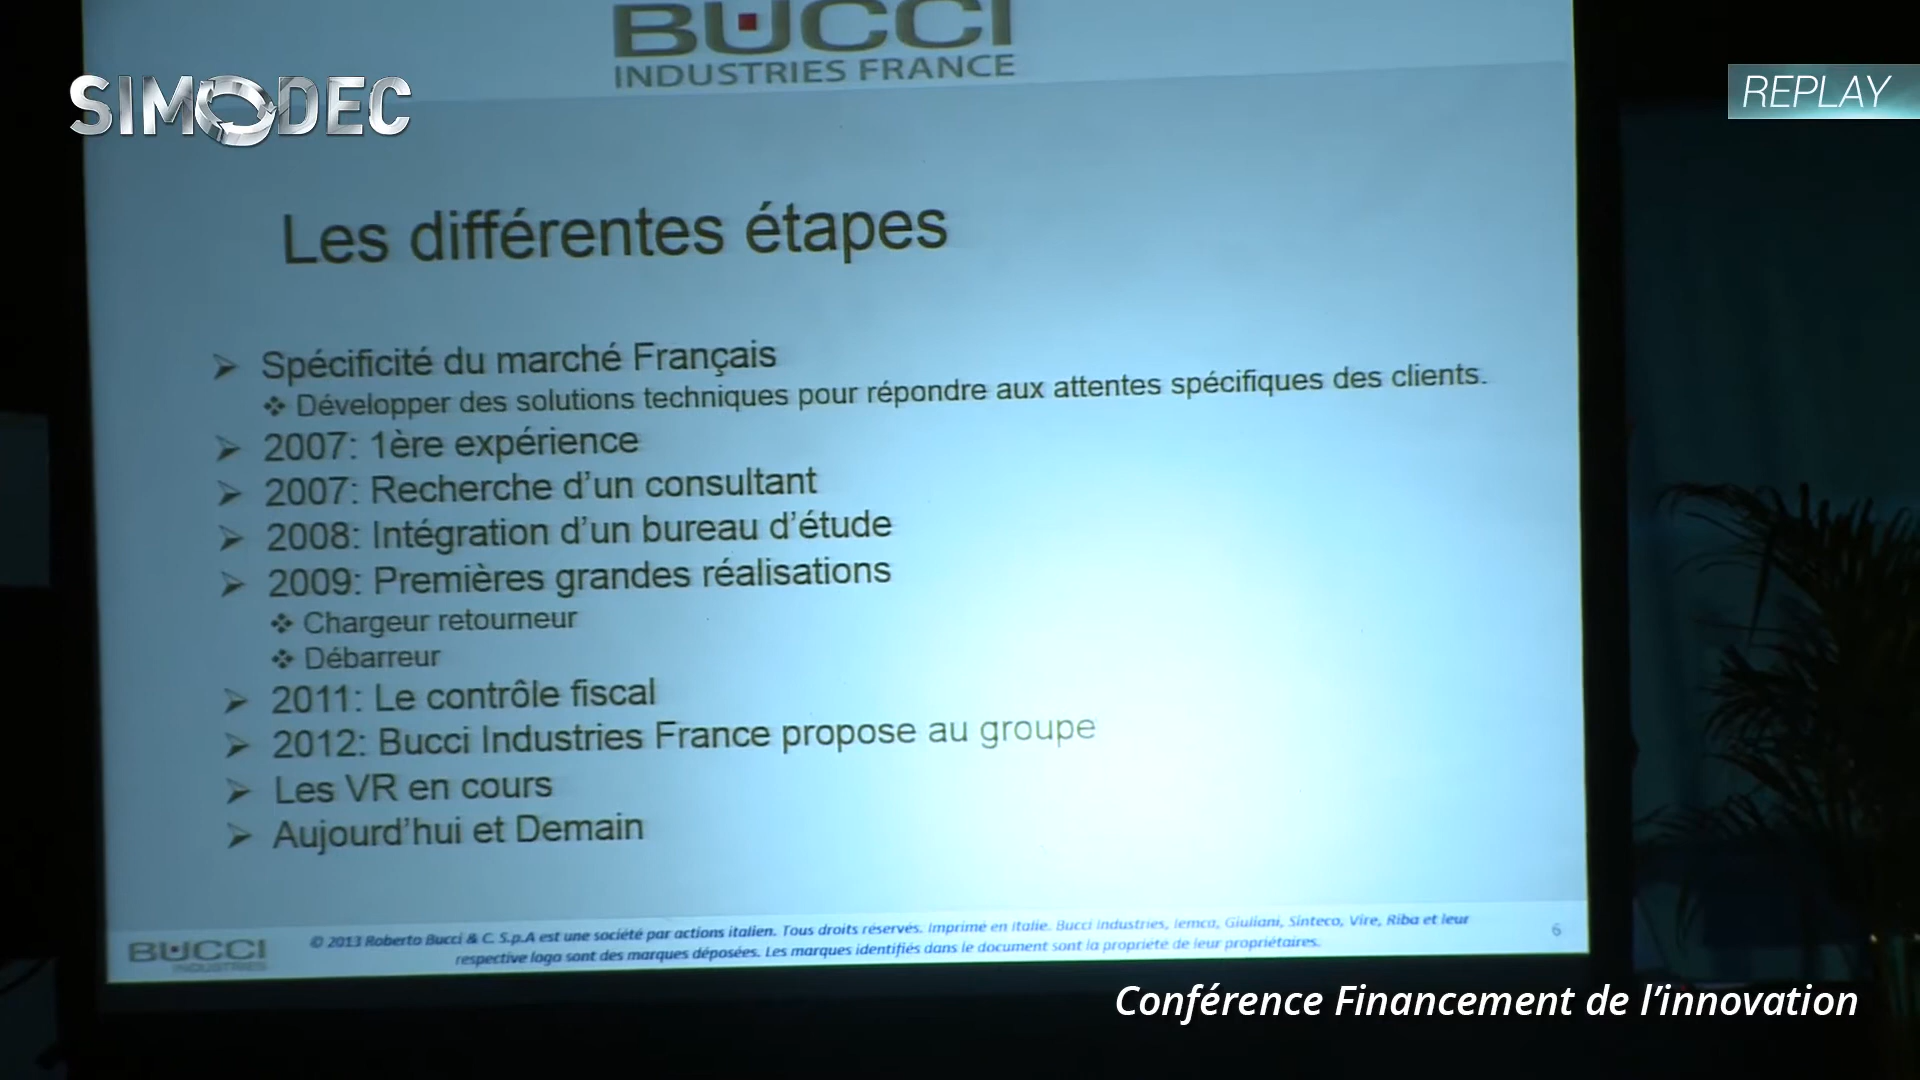 BUCCI
INDUSTRIES FRANCE
SIMODEC
REPLAY
Les différentes étapes
Spécificité du marché Français
Développer des solutions techniques pour répondre aux attentes spécifiques des clients.
2007: 1ère expérience
2007: Recherche d’un consultant
2008: Intégration d’un bureau d’étude
2009: Premières grandes réalisations
Chargeur retourneur
Débarreur
2011: Le contrôle fiscal
2012: Bucci Industries France propose au groupe
Les VR en cours
Aujourd’hui et Demain
BUCCI
INDUSTRIES
© 2013 Roberto Bucci & C. S.p.A est une société par actions italien. Tous droits réservés. Imprimé en Italie. Bucci Industries, Iemca, Giuliani, Sinteco, Vire, Riba et leur
respective logo sont des marques déposées. Les marques identifiés dans le document sont la propriété de leur propriétaires.
6
Conférence Financement de l’innovation